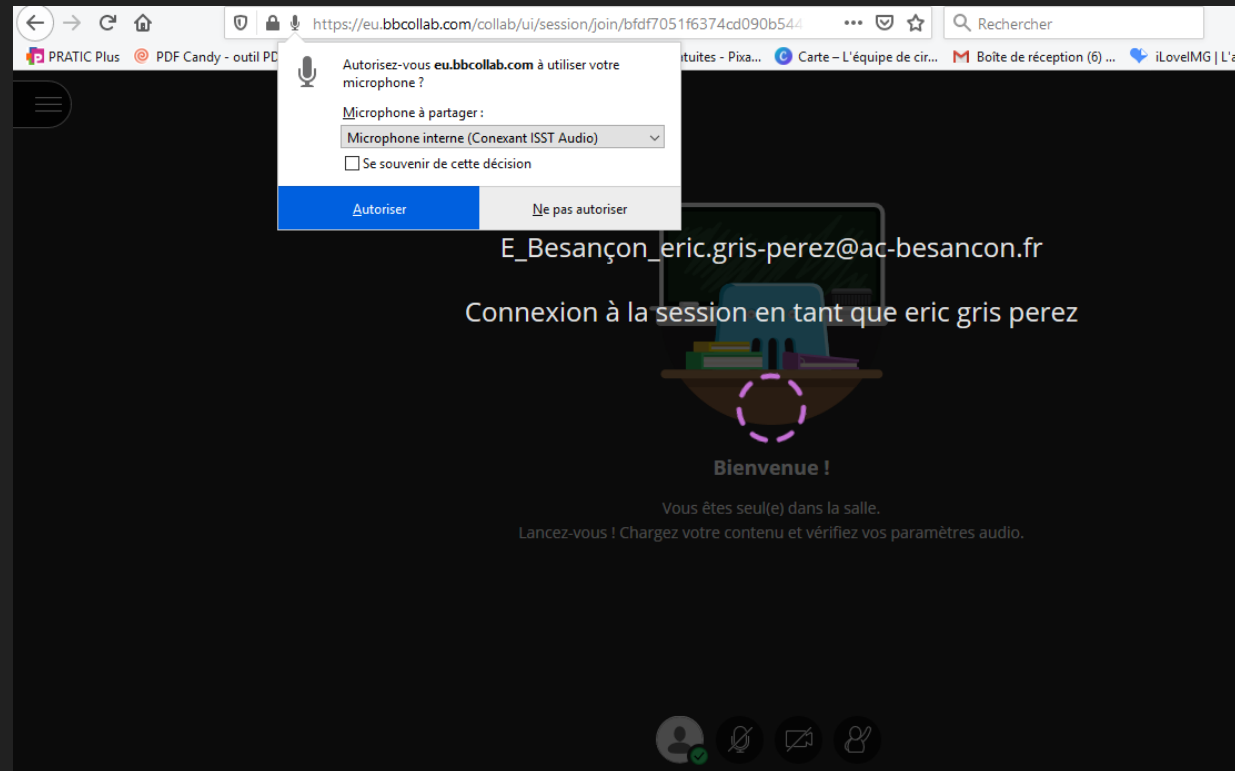 https://eu.bbcollab.com/collab/ui/session/join/bfdf7051f6374cd090b544
Rechercher
PRATIC Plus
PDF Candy - outil PD
tuites - Pixa...
Carte – L'équipe de cir...
Boîte de réception (6) ...
iLoveIMG | L'a
Autorisez-vous eu.bbcollab.com à utiliser votre
microphone ?
Microphone à partager :
Microphone interne (Conexant ISST Audio)
Se souvenir de cette décision
Autoriser
Ne pas autoriser
E_Besançon_eric.gris-perez@ac-besancon.fr
Connexion à la session en tant que eric gris perez
Bienvenue !
Vous êtes seul(e) dans la salle.
Lancez-vous ! Chargez votre contenu et vérifiez vos paramètres audio.